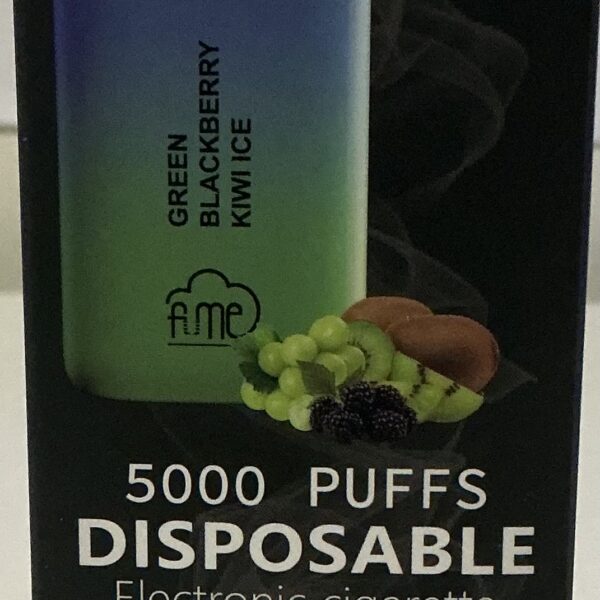 GREEN
BLACKBERRY
KIWI ICE
fume
5000 PUFFS
DISPOSABLE
Electronic cigarette